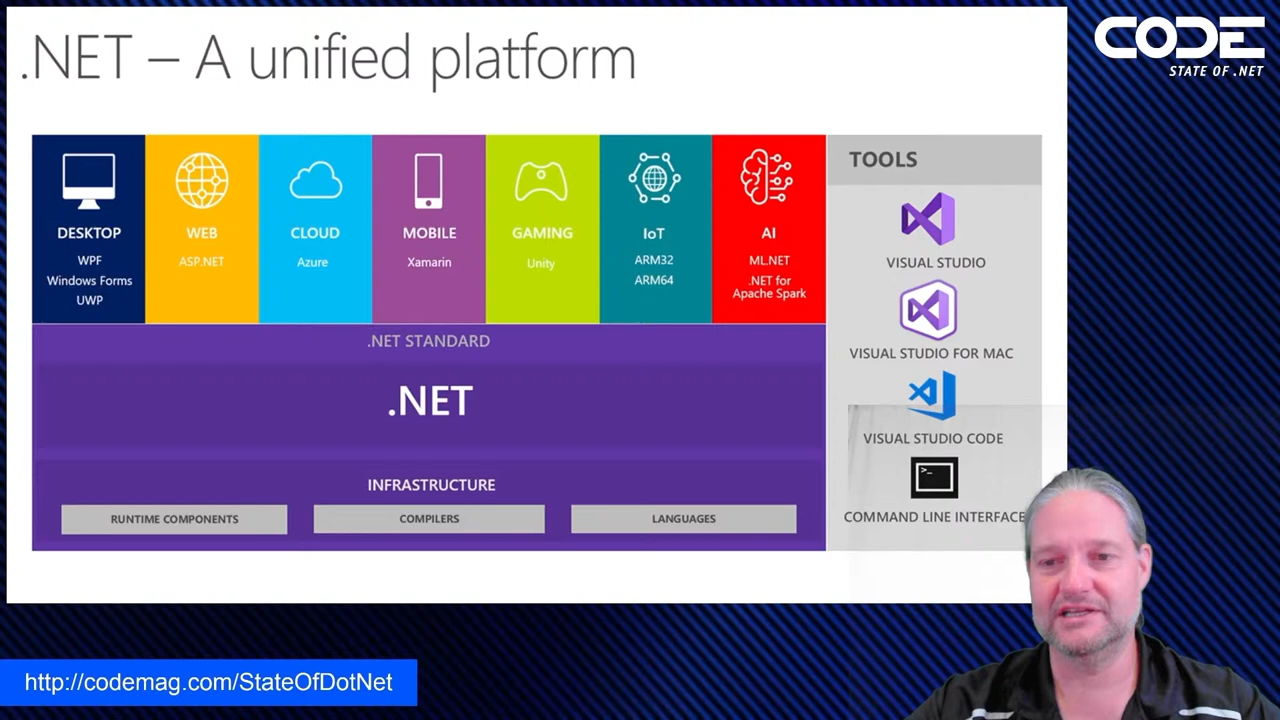 .NET – A unified platform
CODE
STATE OF .NET
DESKTOP
WPF
Windows Forms
UWP
WEB
ASP.NET
CLOUD
Azure
MOBILE
Xamarin
GAMING
Unity
IoT
ARM32
ARM64
AI
ML.NET
.NET for
Apache Spark
.NET STANDARD
.NET
INFRASTRUCTURE
RUNTIME COMPONENTS
COMPILERS
LANGUAGES
TOOLS
VISUAL STUDIO
VISUAL STUDIO FOR MAC
VISUAL STUDIO CODE
>_
COMMAND LINE INTERFACE
http://codemag.com/StateOfDotNet